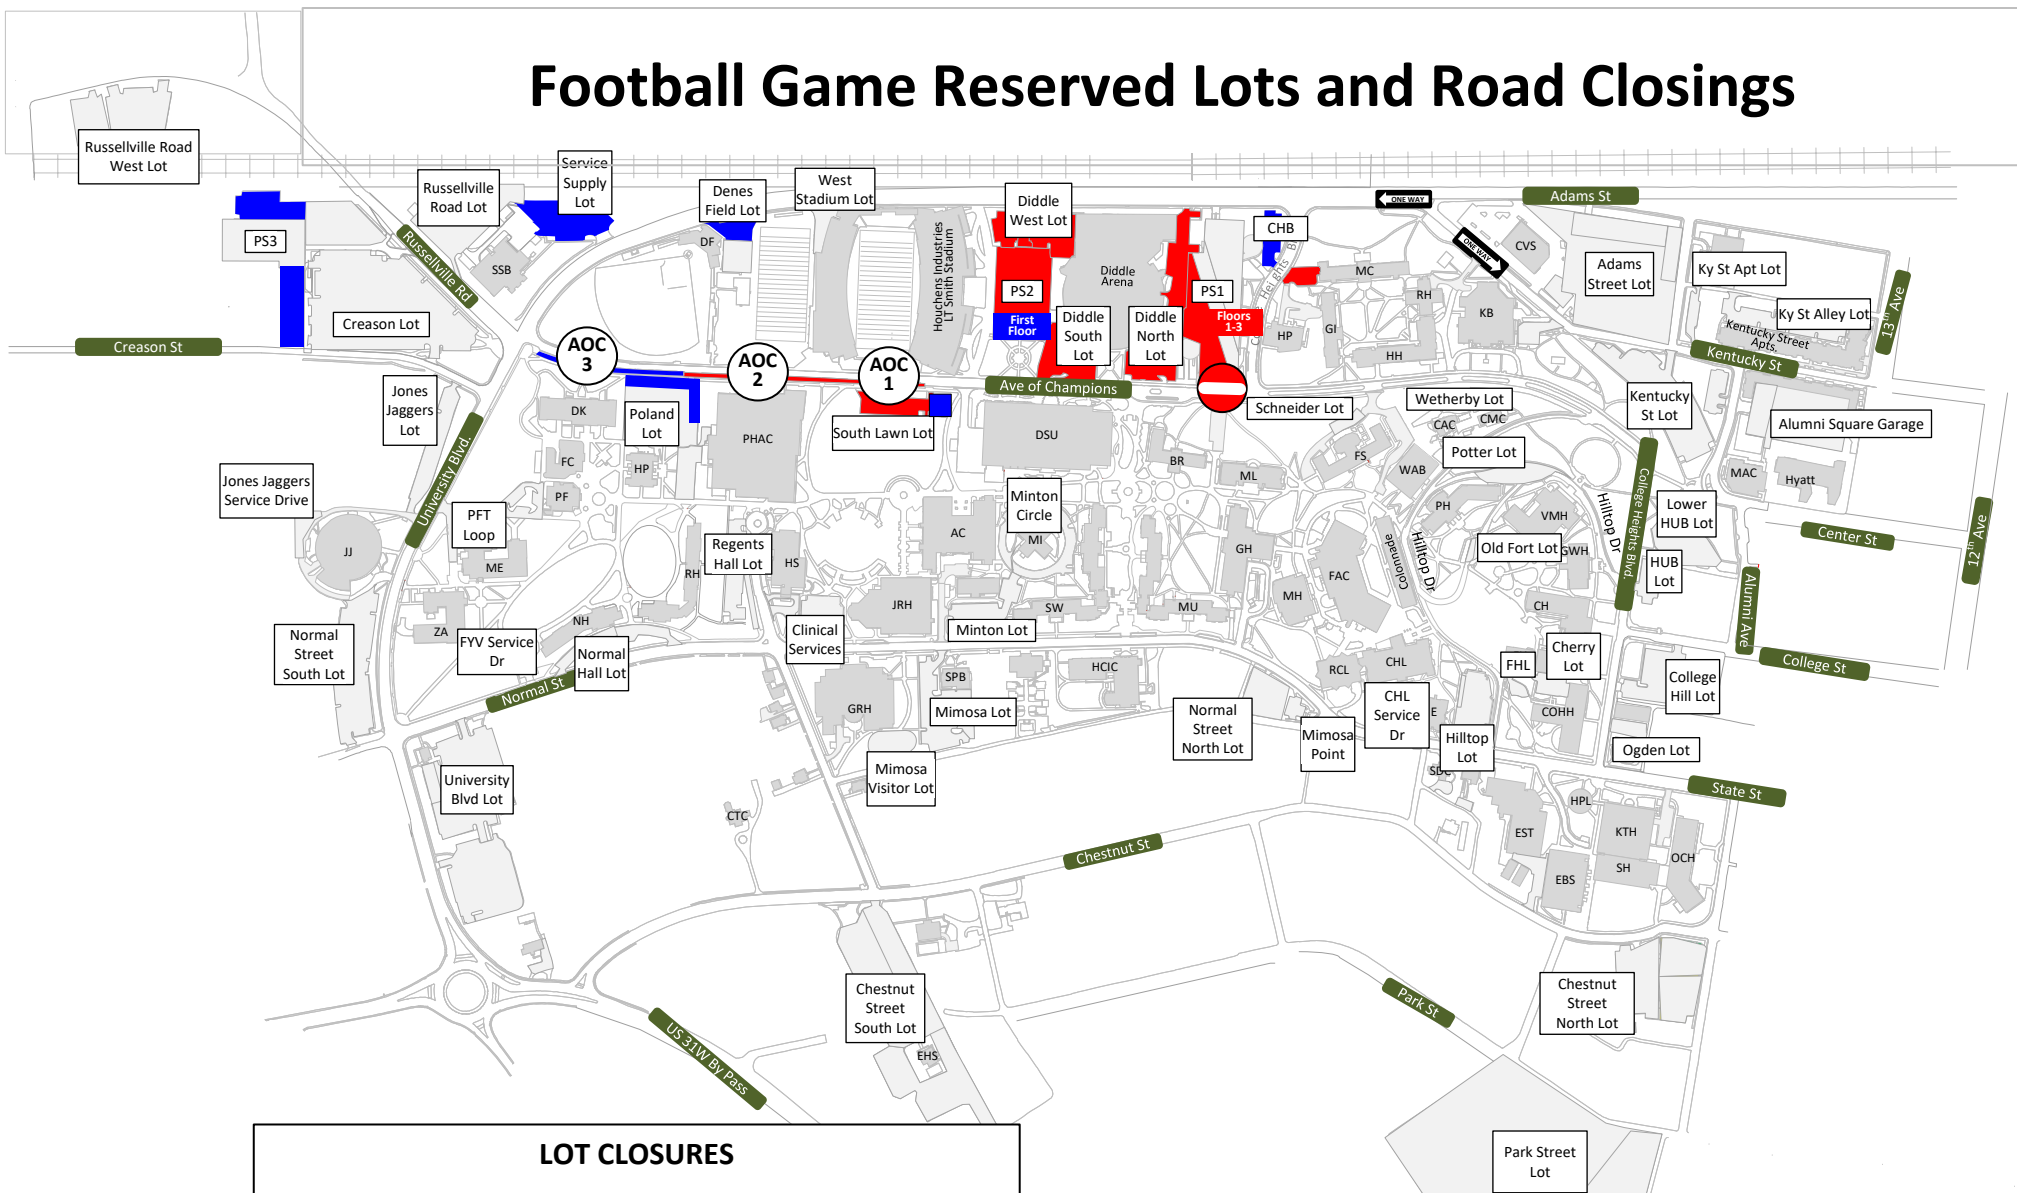 Football Game Reserved Lots and Road Closings
Russellville Road
West Lot
Russellville
Road Lot
Service
Supply
Lot
Denes
Field Lot
West
Stadium Lot
Diddle
West Lot
CHB
ONE WAY
Adams St
ONE WAY
CVS
Adams
Street Lot
Ky St Apt Lot
Ky St Alley Lot
13th Ave
Kentucky Street
Apts.
Kentucky St
PS3
Russellville Rd
SSB
DF
Houchens Industries
LT Smith Stadium
PS2
First
Floor
Diddle
Arena
Diddle
South
Lot
Diddle
North
Lot
PS1
Floors
1-3
MC
RH
KB
GI
HP
HH
Creason Lot
Creason St
AOC
3
AOC
2
AOC
1
Ave of Champions
Jones
Jaggers
Lot
DK
Poland
Lot
PHAC
South Lawn Lot
DSU
Schneider Lot
Wetherby Lot
CAC
CMC
Kentucky
St Lot
Alumni Square Garage
University Blvd.
FC
HP
PF
BR
ML
FS
WAB
Potter Lot
MAC
Hyatt
Jones Jaggers
Service Drive
PFT
Loop
Minton
Circle
MI
AC
PH
VMH
Hilltop Dr
College Heights Blvd.
Lower
HUB Lot
Center St
12th Ave
JJ
ME
RH
Regents
Hall Lot
HS
GH
FAC
Colonade
Hilltop Dr
Old Fort Lot
GWH
HUB
Lot
Alumni Ave
JRH
SW
MU
MH
CH
Normal
Street
South Lot
ZA
FYV Service
Dr
NH
Normal
Hall Lot
Clinical
Services
Minton Lot
HCIC
RCL
CHL
FHL
Cherry
Lot
College St
Normal St
SPB
GRH
Mimosa Lot
Normal
Street
North Lot
Mimosa
Point
CHL
Service
Dr
Hilltop
Lot
COHH
College
Hill Lot
Ogden Lot
University
Blvd Lot
Mimosa
Visitor Lot
SDC
State St
CTC
HPL
EST
KTH
SH
OCH
EBS
Chestnut St
Chestnut
Street
South Lot
EHS
US 31W By Pass
Park St
Chestnut
Street
North Lot
Park Street
Lot
LOT CLOSURES